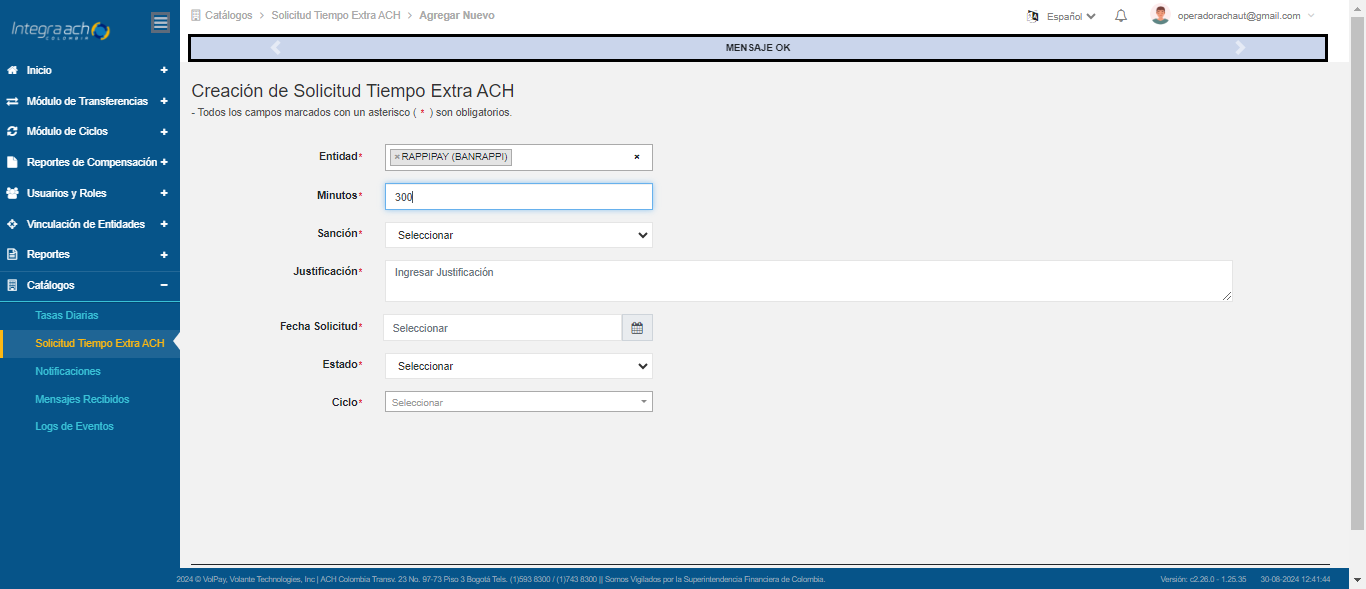 Integra ach
COLOMBIA
Catálogos > Solicitud Tiempo Extra ACH > Agregar Nuevo
Español
operadorachaut@gmail.com
MENSAJE OK
Inicio +
Módulo de Transferencias +
Módulo de Ciclos +
Reportes de Compensación +
Usuarios y Roles +
Vinculación de Entidades +
Reportes +
Catálogos −
Tasas Diarias
Solicitud Tiempo Extra ACH
Notificaciones
Mensajes Recibidos
Logs de Eventos
Creación de Solicitud Tiempo Extra ACH
- Todos los campos marcados con un asterisco ( * ) son obligatorios.
Entidad* ×RAPPIPAY (BANRAPPI) ×
Minutos* 300
Sanción* Seleccionar
Justificación* Ingresar Justificación
Fecha Solicitud* Seleccionar
Estado* Seleccionar
Ciclo* Seleccionar
2024 © VolPay, Volante Technologies, Inc | ACH Colombia Transv. 23 No. 97-73 Piso 3 Bogotá Tels. (1)593 8300 / (1)743 8300 || Somos Vigilados por la Superintendencia Financiera de Colombia.
Versión: c2.26.0 - 1.25.35 30-08-2024 12:41:44